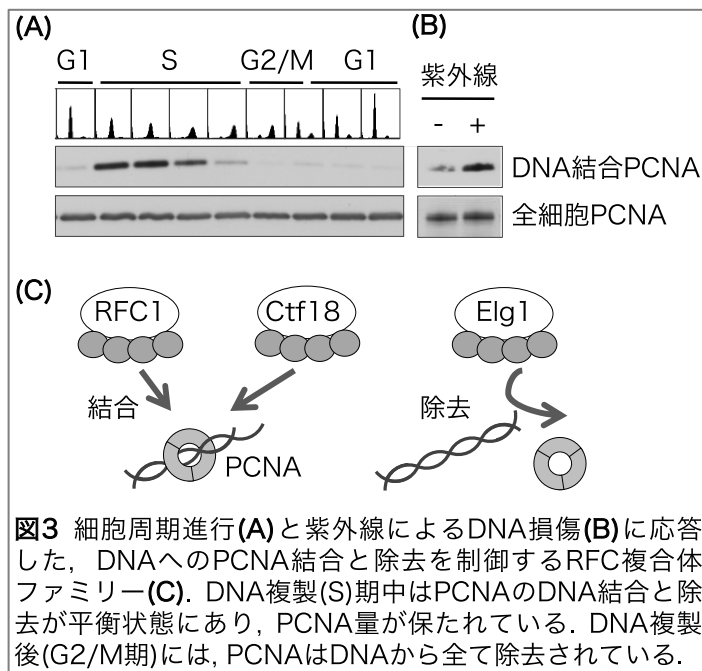 (A)
(B)
G1 S G2/M G1
紫外線
- +
DNA結合PCNA
全細胞PCNA
(C)
RFC1 Ctf18 Elg1
結合 除去
PCNA
図3 細胞周期進行(A)と紫外線によるDNA損傷(B)に応答
した，DNAへのPCNA結合と除去を制御するRFC複合体
ファミリー(C). DNA複製(S)期中はPCNAのDNA結合と除
去が平衡状態にあり, PCNA量が保たれている. DNA複製
後(G2/M期)には, PCNAはDNAから全て除去されている.